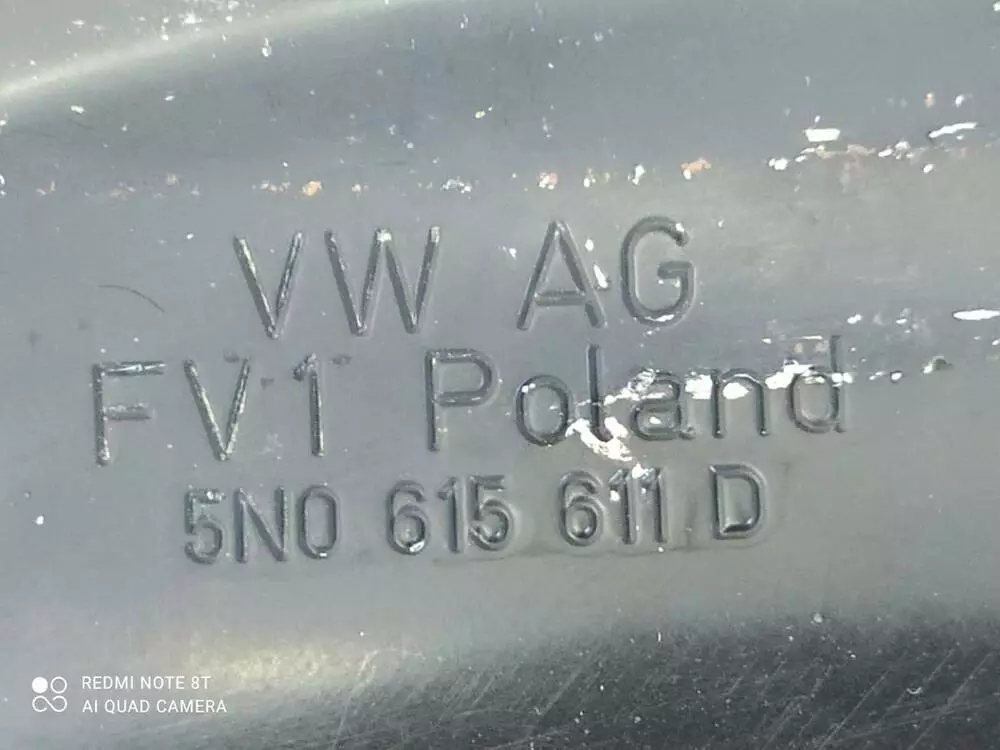 VW AG
FV1 Poland
5N0 615 611 D
REDMI NOTE 8T
AI QUAD CAMERA